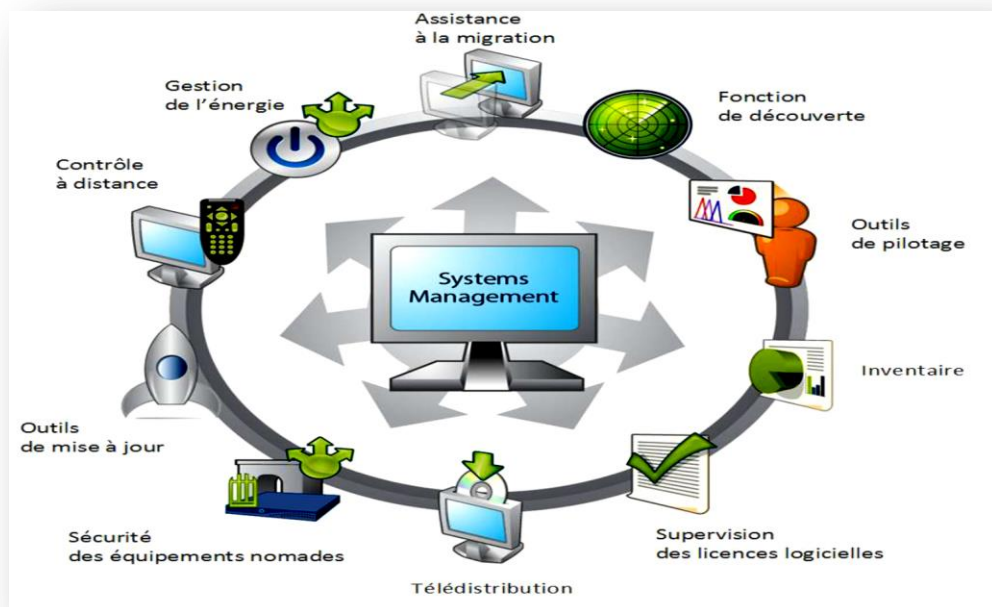 Assistance
à la migration
Fonction
de découverte
Outils
de pilotage
Inventaire
Supervision
des licences logicielles
Télédistribution
Sécurité
des équipements nomades
Outils
de mise à jour
Contrôle
à distance
Gestion
de l'énergie
Systems
Management